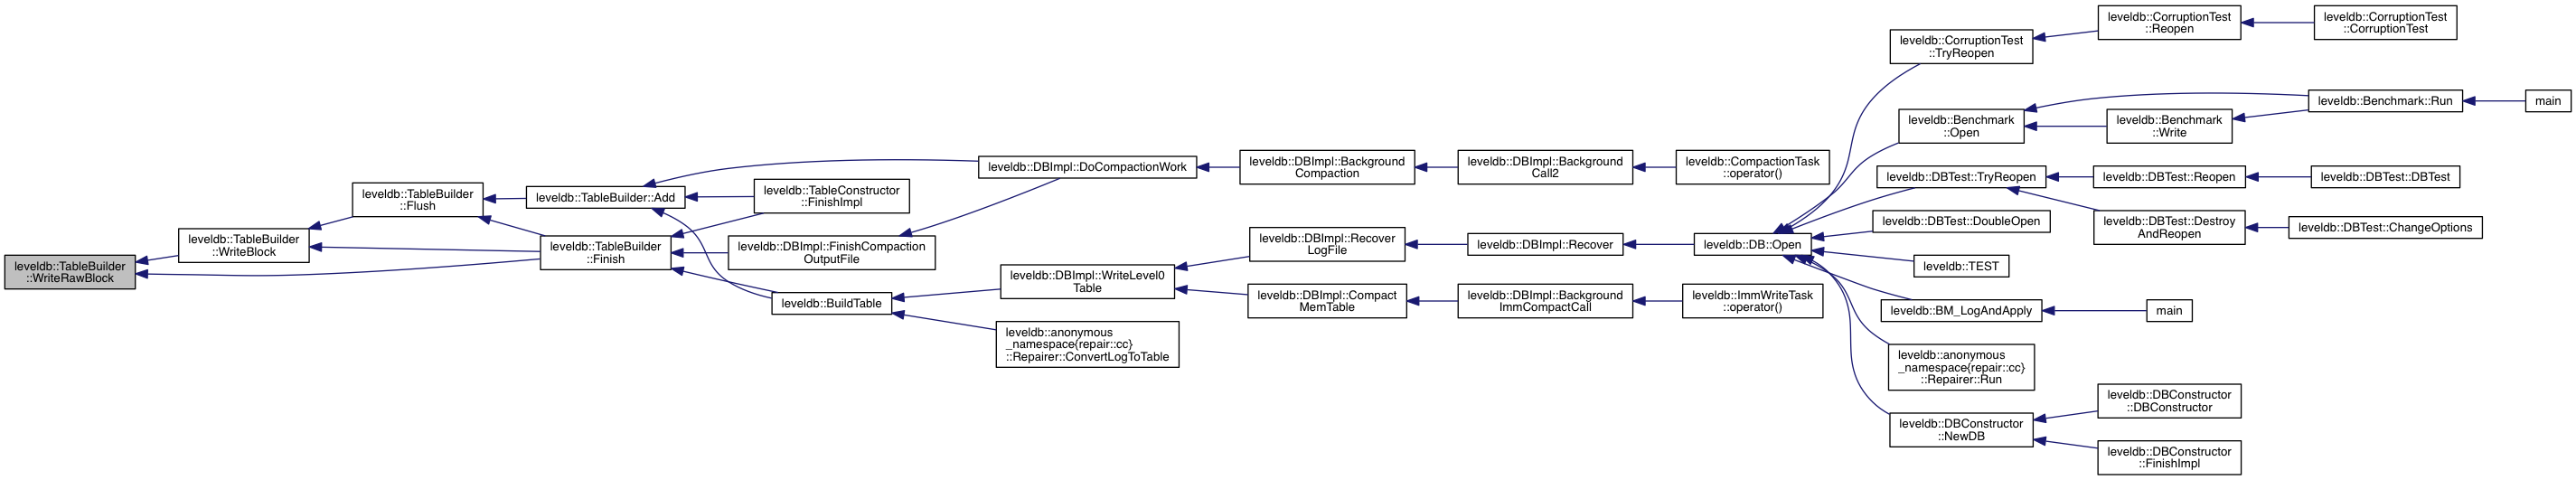 leveldb::TableBuilder
::WriteRawBlock
leveldb::TableBuilder
::WriteBlock
leveldb::TableBuilder
::Flush
leveldb::TableBuilder::Add
leveldb::TableBuilder
::Finish
leveldb::DBImpl::DoCompactionWork
leveldb::TableConstructor
::FinishImpl
leveldb::DBImpl::FinishCompaction
OutputFile
leveldb::BuildTable
leveldb::DBImpl::WriteLevel0
Table
leveldb::anonymous
_namespace{repair::cc}
::Repairer::ConvertLogToTable
leveldb::DBImpl::Background
Compaction
leveldb::DBImpl::Background
Call2
leveldb::CompactionTask
::operator()
leveldb::DBImpl::Recover
LogFile
leveldb::DBImpl::Recover
leveldb::DB::Open
leveldb::DBImpl::Compact
MemTable
leveldb::DBImpl::Background
ImmCompactCall
leveldb::ImmWriteTask
::operator()
leveldb::CorruptionTest
::TryReopen
leveldb::CorruptionTest
::Reopen
leveldb::CorruptionTest
::CorruptionTest
leveldb::Benchmark
::Open
leveldb::Benchmark
::Write
leveldb::Benchmark::Run
main
leveldb::DBTest::TryReopen
leveldb::DBTest::Reopen
leveldb::DBTest::DBTest
leveldb::DBTest::DoubleOpen
leveldb::DBTest::Destroy
AndReopen
leveldb::DBTest::ChangeOptions
leveldb::TEST
leveldb::BM_LogAndApply
main
leveldb::anonymous
_namespace{repair::cc}
::Repairer::Run
leveldb::DBConstructor
::NewDB
leveldb::DBConstructor
::DBConstructor
leveldb::DBConstructor
::FinishImpl